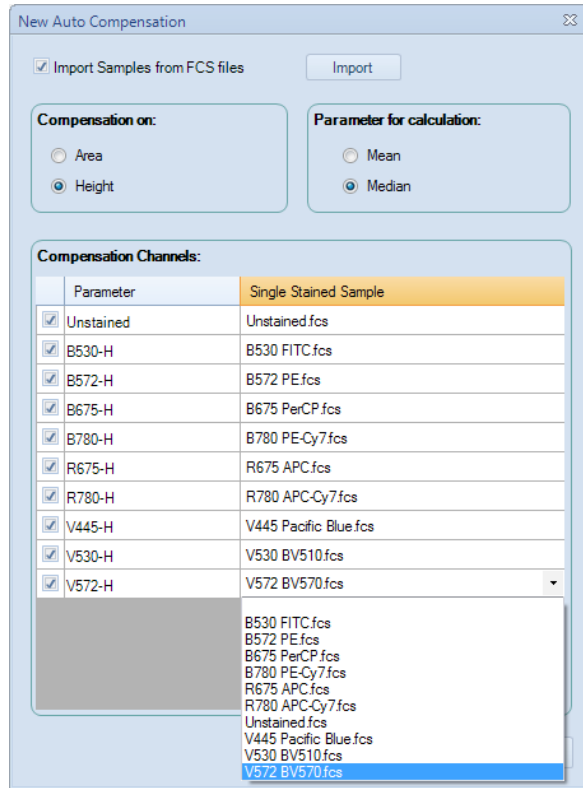 New Auto Compensation
Import Samples from FCS files Import
Compensation on: Parameter for calculation:
Area Mean
Height Median
Compensation Channels:
Parameter Single Stained Sample
Unstained Unstained.fcs
B530-H B530 FITC.fcs
B572-H B572 PE.fcs
B675-H B675 PerCP.fcs
B780-H B780 PE-Cy7.fcs
R675-H R675 APC.fcs
R780-H R780 APC-Cy7.fcs
V445-H V445 Pacific Blue.fcs
V530-H V530 BV510.fcs
V572-H V572 BV570.fcs
B530 FITC.fcs
B572 PE.fcs
B675 PerCP.fcs
B780 PE-Cy7.fcs
R675 APC.fcs
R780 APC-Cy7.fcs
Unstained.fcs
V445 Pacific Blue.fcs
V530 BV510.fcs
V572 BV570.fcs